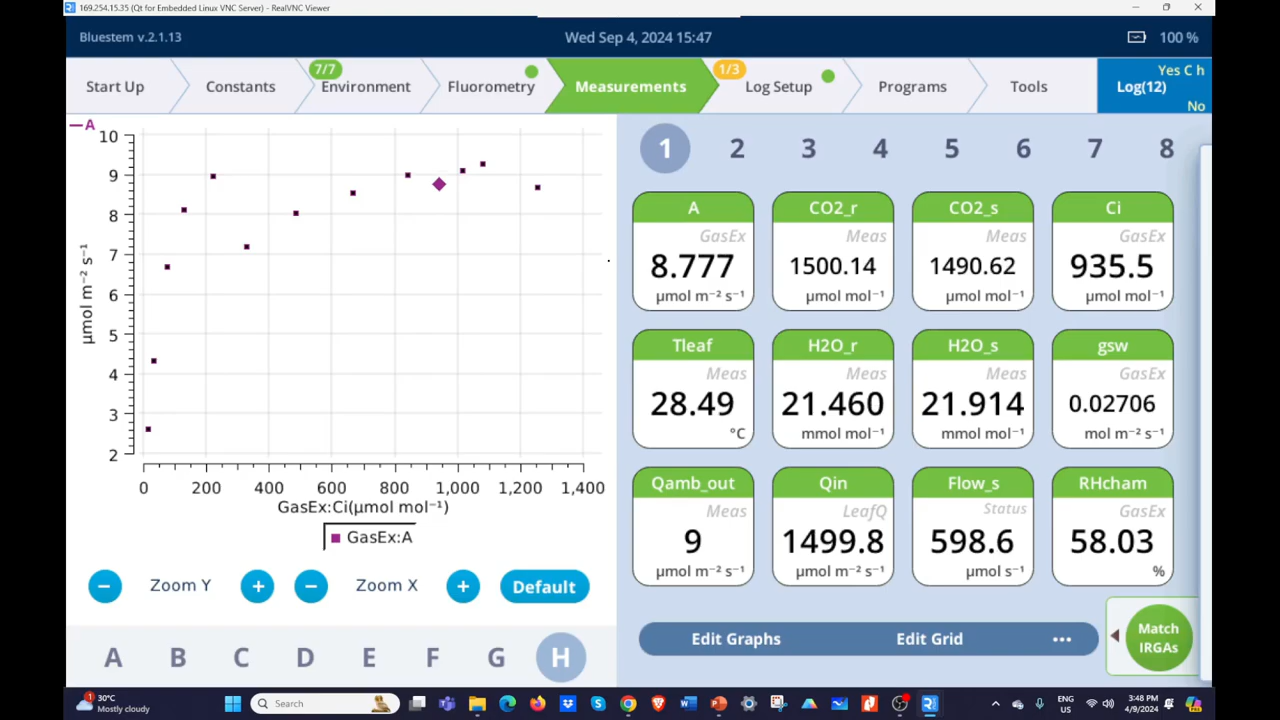 169.254.15.35 (Qt for Embedded Linux VNC Server) - RealVNC Viewer
Bluestem v.2.1.13
Wed Sep 4, 2024 15:47
100 %
Start Up
Constants
7/7
Environment
Fluorometry
Measurements
1/3
Log Setup
Programs
Tools
Yes C h
Log(12)
No
A
10
9
8
7
6
5
4
3
2
µmol m⁻² s⁻¹
0 200 400 600 800 1,000 1,200 1,400
GasEx:Ci(µmol mol⁻¹)
GasEx:A
− Zoom Y + − Zoom X + Default
A B C D E F G H
1 2 3 4 5 6 7 8
A
GasEx
8.777
µmol m⁻² s⁻¹
CO2_r
Meas
1500.14
µmol mol⁻¹
CO2_s
Meas
1490.62
µmol mol⁻¹
Ci
GasEx
935.5
µmol mol⁻¹
Tleaf
Meas
28.49
°C
H2O_r
Meas
21.460
mmol mol⁻¹
H2O_s
Meas
21.914
mmol mol⁻¹
gsw
GasEx
0.02706
mol m⁻² s⁻¹
Qamb_out
Meas
9
µmol m⁻² s⁻¹
Qin
LeafQ
1499.8
µmol m⁻² s⁻¹
Flow_s
Status
598.6
µmol s⁻¹
RHcham
GasEx
58.03
%
Edit Graphs
Edit Grid
•••
Match
IRGAs
1
30°C
Mostly cloudy
Search
ENG
US
3:48 PM
4/9/2024